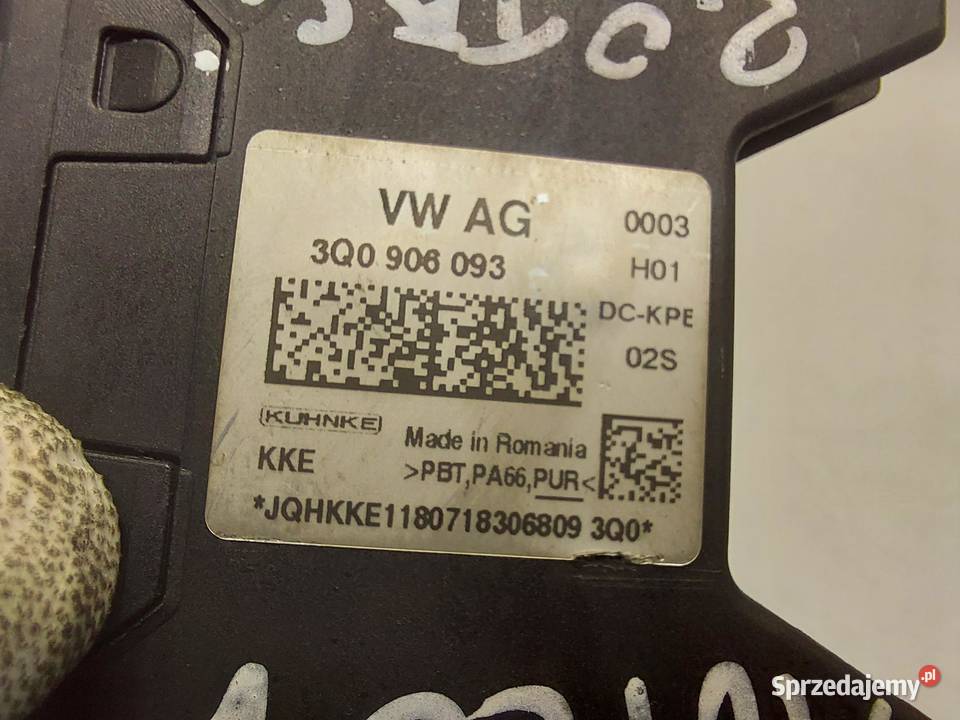 VW AG
3Q0 906 093
0003
H01
DC-KPE
02S
KUHNKE
KKE
Made in Romania
>PBT,PA66,PUR<
*JQHKKE1180718306809 3Q0*
Sprzedajemy.pl